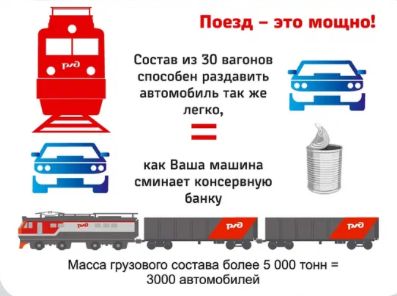 Поезд – это мощно!
Состав из 30 вагонов
способен раздавить
автомобиль так же
легко,
как Ваша машина
сминает консервную
банку
Масса грузового состава более 5 000 тонн =
3000 автомобилей